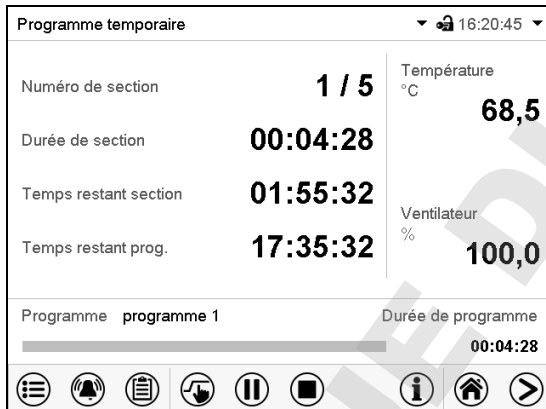 Programme temporaire 16:20:45
Numéro de section 1 / 5
Durée de section 00:04:28
Temps restant section 01:55:32
Temps restant prog. 17:35:32
Température
°C
68,5
Ventilateur
%
100,0
Programme programme 1 Durée de programme
00:04:28